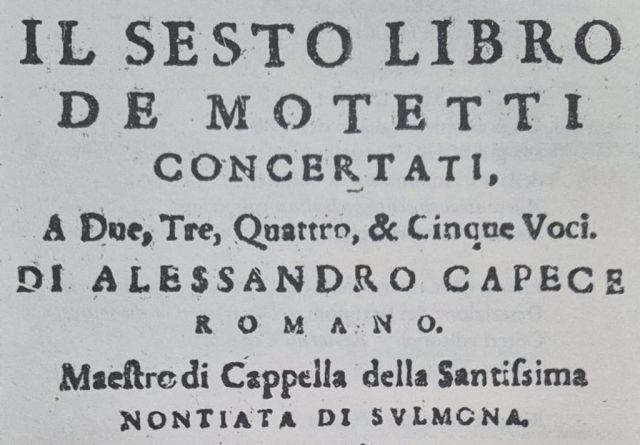 IL SESTO LIBRO
DE MOTETTI
CONCERTATI,
A Due, Tre, Quattro, & Cinque Voci.
DI ALESSANDRO CAPECE
ROMANO.
Maestro di Cappella della Santiſsima
NONTIATA DI SVLMONA.